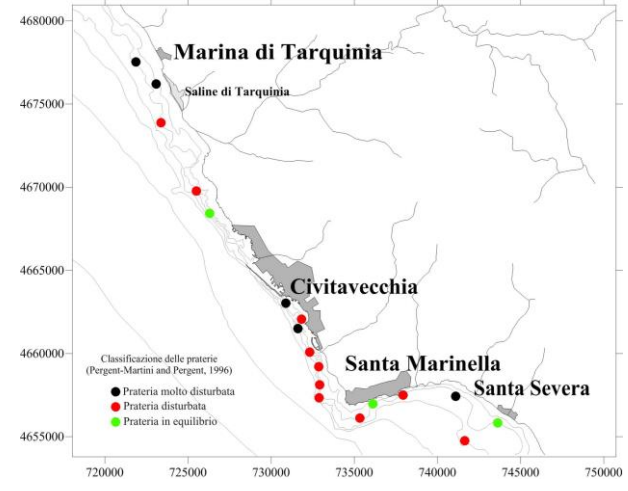 4680000
Marina di Tarquinia
Saline di Tarquinia
4675000
4670000
4665000
Civitavecchia
4660000
Classificazione delle praterie
(Pergent-Martini and Pergent, 1996)
Prateria molto disturbata
Prateria disturbata
Prateria in equilibrio
Santa Marinella
Santa Severa
4655000
720000 725000 730000 735000 740000 745000 750000